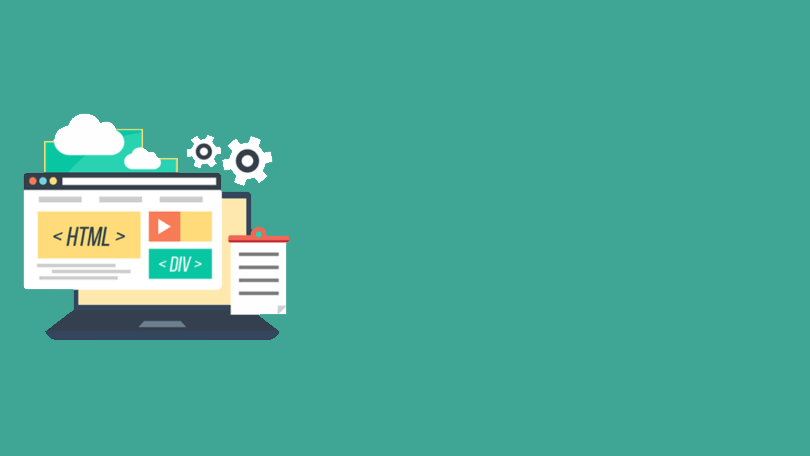 < HTML >
< DIV >